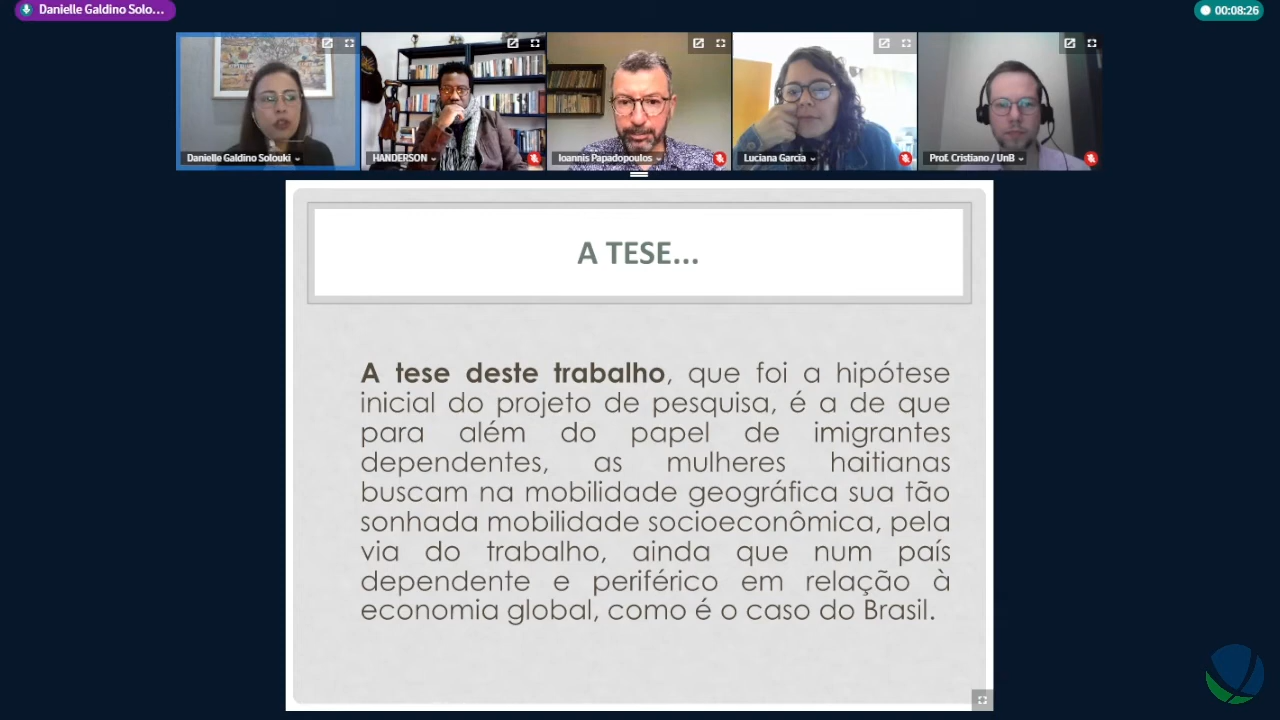 Danielle Galdino Solo...
00:08:26
Danielle Galdino Solouki
HANDERSON
Ioannis Papadopoulos
Luciana Garcia
Prof. Cristiano / UnB
A TESE...
A tese deste trabalho, que foi a hipótese
inicial do projeto de pesquisa, é a de que
para além do papel de imigrantes
dependentes, as mulheres haitianas
buscam na mobilidade geográfica sua tão
sonhada mobilidade socioeconômica, pela
via do trabalho, ainda que num país
dependente e periférico em relação à
economia global, como é o caso do Brasil.